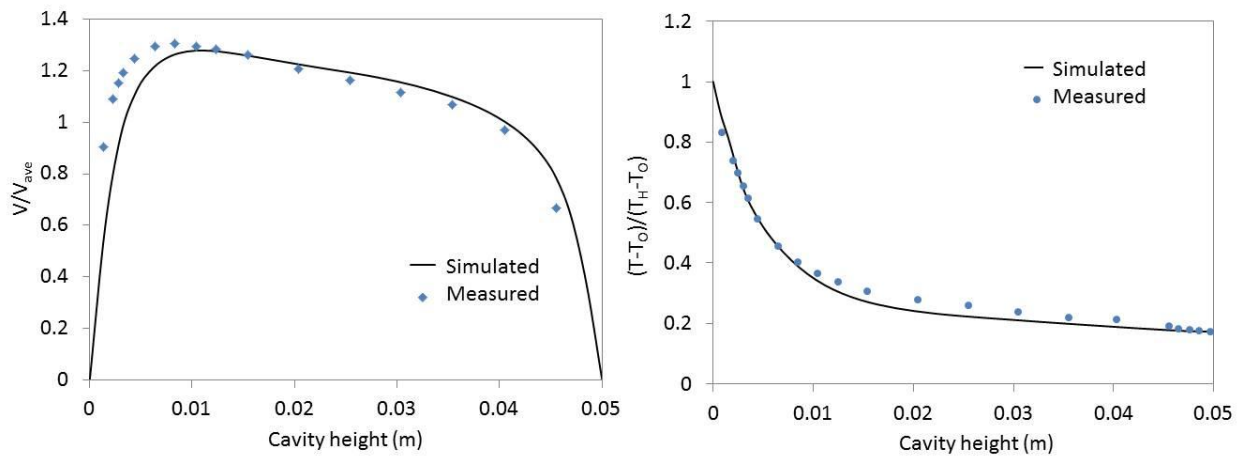 1.4
1.2
1
0.8
0.6
0.4
0.2
0
V/Vave
Simulated
Measured
0 0.01 0.02 0.03 0.04 0.05
Cavity height (m)
1.2
1
0.8
0.6
0.4
0.2
0
(T-TO)/(TH-TO)
Simulated
Measured
0 0.01 0.02 0.03 0.04 0.05
Cavity height (m)